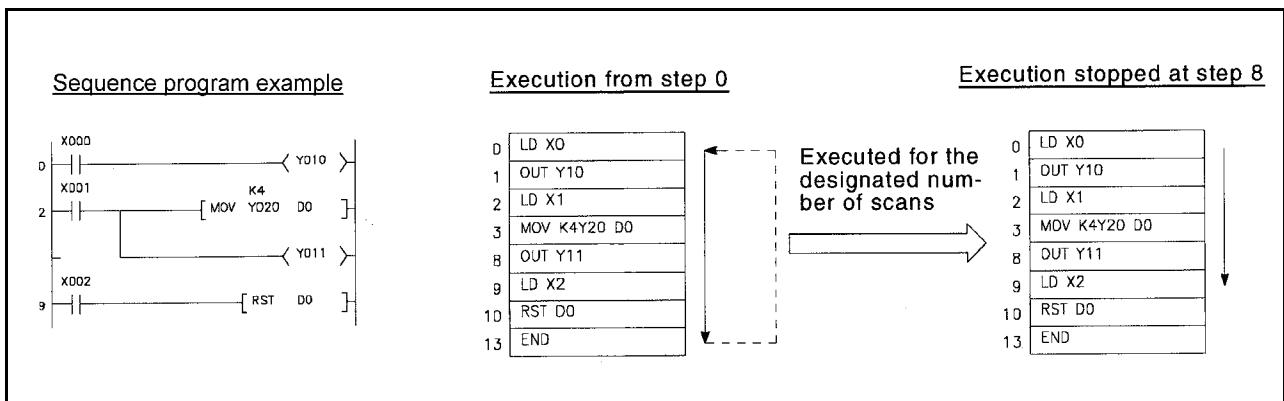 Sequence program example
X000
0
Y010
X001
K4
2
MOV Y020 D0
Y011
X002
9
RST D0
Execution from step 0
0 LD X0
1 OUT Y10
2 LD X1
3 MOV K4Y20 D0
8 OUT Y11
9 LD X2
10 RST D0
13 END
Executed for the
designated num-
ber of scans
Execution stopped at step 8
0 LD X0
1 OUT Y10
2 LD X1
3 MOV K4Y20 D0
8 OUT Y11
9 LD X2
10 RST D0
13 END